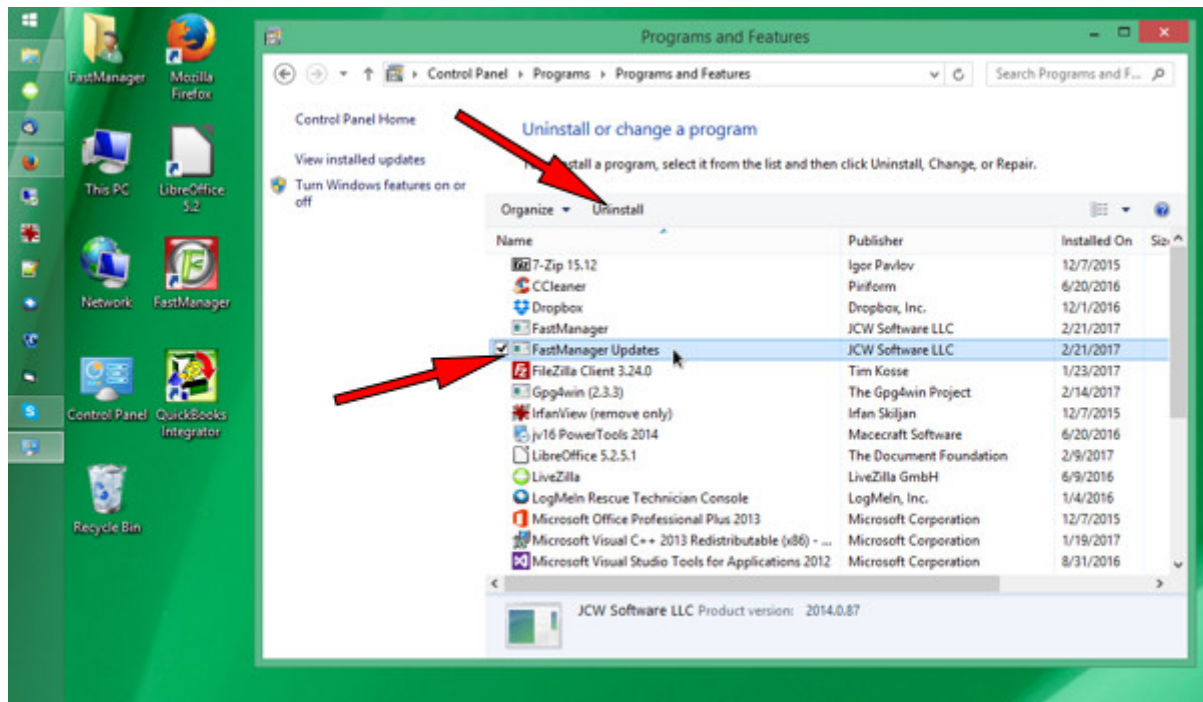 FastManager
Mozilla
Firefox
This PC
LibreOffice
5.2
Network
FastManager
Control Panel
QuickBooks
Integrator
Recycle Bin
Programs and Features
Control Panel Programs Programs and Features
Search Programs and F...
Control Panel Home
View installed updates
Turn Windows features on or
off
Uninstall or change a program
install a program, select it from the list and then click Uninstall, Change, or Repair.
Organize Uninstall
Name Publisher Installed On
7-Zip 15.12 Igor Pavlov 12/7/2015
CCleaner Piriform 6/20/2016
Dropbox Dropbox, Inc. 12/1/2016
FastManager JCW Software LLC 2/21/2017
FastManager Updates JCW Software LLC 2/21/2017
FileZilla Client 3.24.0 Tim Kosse 1/23/2017
Gpg4win (2.3.3) The Gpg4win Project 2/14/2017
IrfanView (remove only) Irfan Skiljan 12/7/2015
jv16 PowerTools 2014 Macecraft Software 6/20/2016
LibreOffice 5.2.5.1 The Document Foundation 2/9/2017
LiveZilla LiveZilla GmbH 6/9/2016
LogMeIn Rescue Technician Console LogMeIn, Inc. 1/4/2016
Microsoft Office Professional Plus 2013 Microsoft Corporation 12/7/2015
Microsoft Visual C++ 2013 Redistributable (x86) - ... Microsoft Corporation 1/19/2017
Microsoft Visual Studio Tools for Applications 2012 Microsoft Corporation 8/31/2016
JCW Software LLC Product version: 2014.0.87